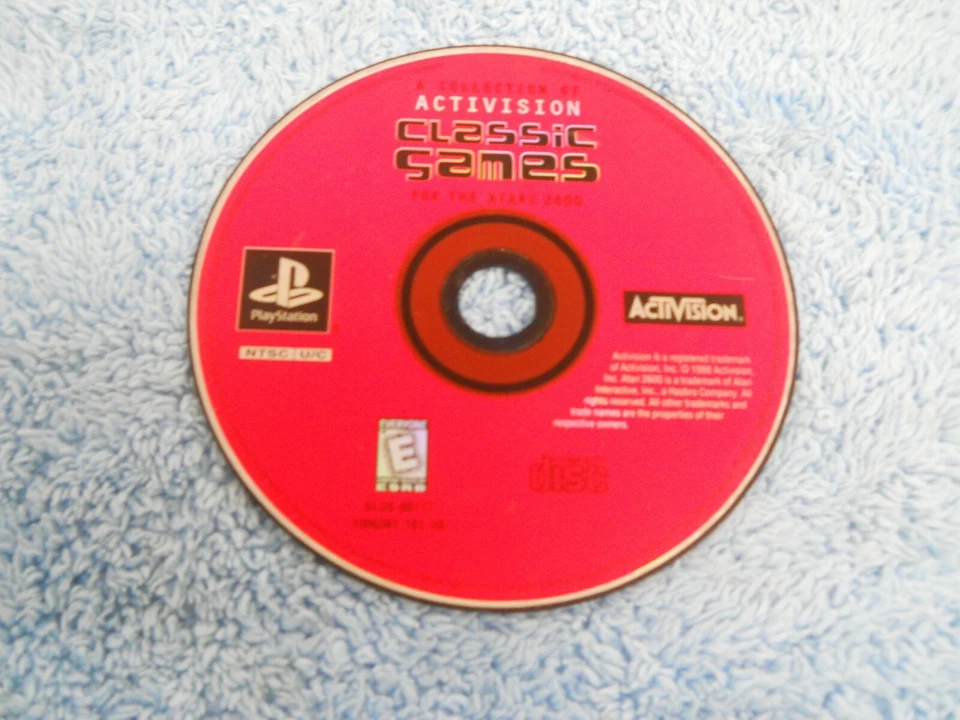 A COLLECTION OF
ACTIVISION
CLASSIC
GAMES
FOR THE ATARI 2600
PlayStation
NTSC U/C
ACTIVISION.
Activision is a registered trademark
of Activision, Inc. © 1998 Activision,
Inc. Atari 2600 is a trademark of Atari
Interactive, Inc., a Hasbro Company. All
rights reserved. All other trademarks and
trade names are the properties of their
respective owners.
EVERYONE
E
ESRB
disc